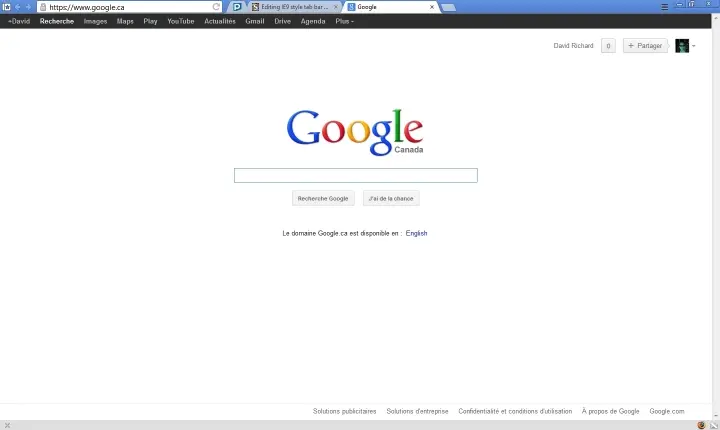 https://www.google.ca Editing IE9 style tab bar ... Google
+David Recherche Images Maps Play YouTube Actualités Gmail Drive Agenda Plus
David Richard 0 + Partager
Google
Canada
Recherche Google J'ai de la chance
Le domaine Google.ca est disponible en : English
Solutions publicitaires Solutions d'entreprise Confidentialité et conditions d'utilisation À propos de Google Google.com